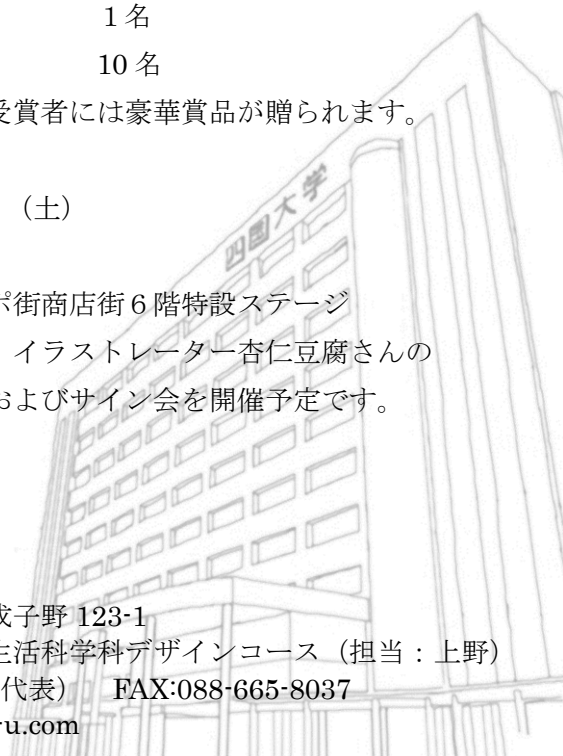 1 名
10 名
受賞者には豪華賞品が贈られます。
（土）
四国大学
ポ街商店街６階特設ステージ
イラストレーター杏仁豆腐さんの
およびサイン会を開催予定です。
戎子野 123-1
生活科学科デザインコース（担当：上野）
代表）　FAX:088-665-8037
u.com